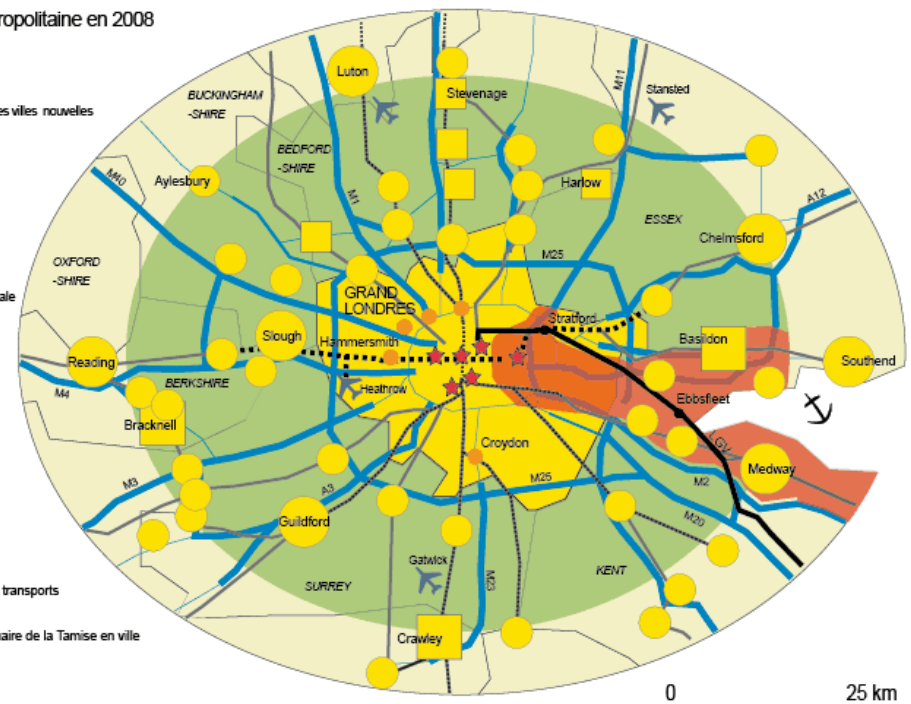 ropolitaine en 2008
es villes nouvelles
ale
transports
uaire de la Tamise en ville
Luton
BUCKINGHAM
-SHIRE
Stevenage
M11
Stansted
BEDFORD
-SHIRE
Aylesbury
M40
M1
Harlow
ESSEX
A12
Chelmsford
OXFORD
-SHIRE
M25
GRAND
LONDRES
Stratford
Slough
Hammersmith
Basildon
Reading
Southend
M4
BERKSHIRE
Heathrow
Ebbsfleet
Bracknell
LGV
Croydon
Medway
M3
A3
M25
M2
M20
Guildford
Gatwick
M23
KENT
SURREY
Crawley
0 25 km